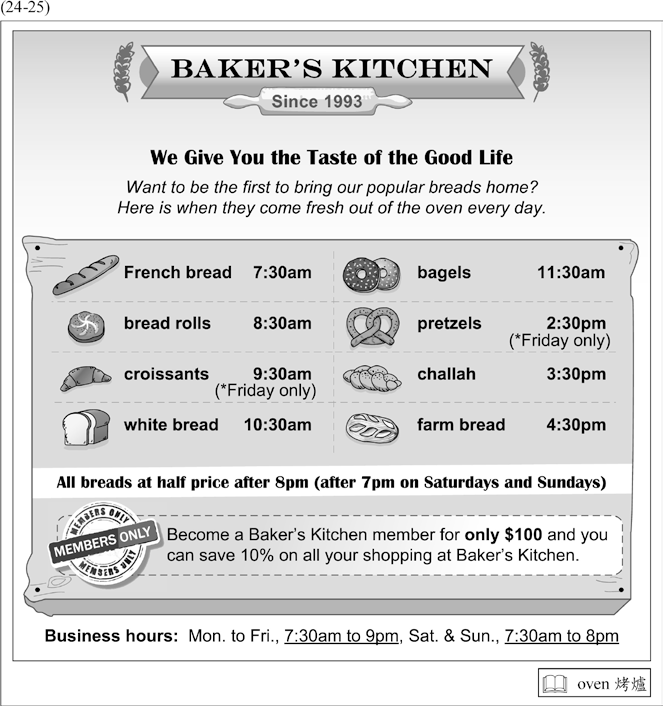 (24-25)
BAKER'S KITCHEN
Since 1993
We Give You the Taste of the Good Life
Want to be the first to bring our popular breads home?
Here is when they come fresh out of the oven every day.
French bread 7:30am
bread rolls 8:30am
croissants 9:30am
(*Friday only)
white bread 10:30am
bagels 11:30am
pretzels 2:30pm
(*Friday only)
challah 3:30pm
farm bread 4:30pm
All breads at half price after 8pm (after 7pm on Saturdays and Sundays)
MEMBERS ONLY
MEMBERS ONLY
MEMBERS ONLY
Become a Baker's Kitchen member for only $100 and you
can save 10% on all your shopping at Baker's Kitchen.
Business hours: Mon. to Fri., 7:30am to 9pm, Sat. & Sun., 7:30am to 8pm
oven 烤爐